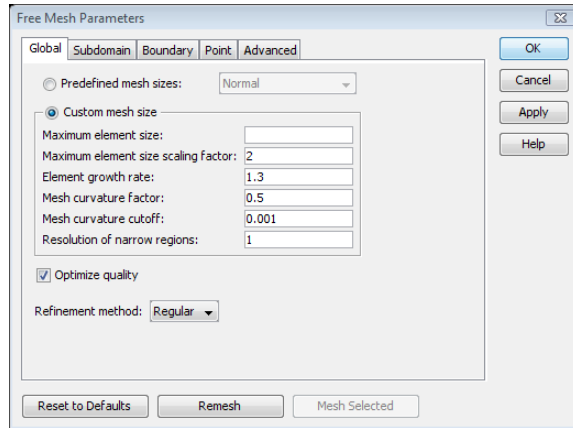 Free Mesh Parameters
Global Subdomain Boundary Point Advanced
Predefined mesh sizes: Normal
Custom mesh size
Maximum element size:
Maximum element size scaling factor: 2
Element growth rate: 1.3
Mesh curvature factor: 0.5
Mesh curvature cutoff: 0.001
Resolution of narrow regions: 1
Optimize quality
Refinement method: Regular
OK
Cancel
Apply
Help
Reset to Defaults Remesh Mesh Selected